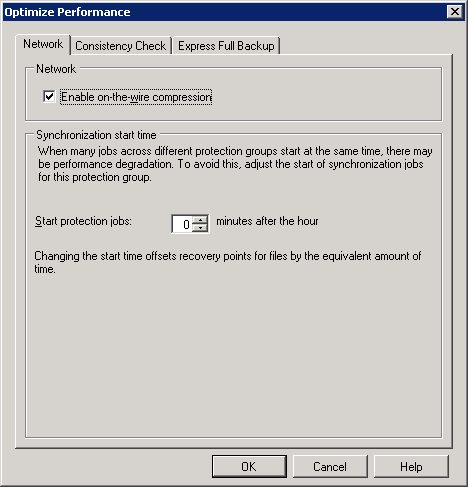 Optimize Performance
Network Consistency Check Express Full Backup
Network
Enable on-the-wire compression
Synchronization start time
When many jobs across different protection groups start at the same time, there may
be performance degradation. To avoid this, adjust the start of synchronization jobs
for this protection group.
Start protection jobs: 0 minutes after the hour
Changing the start time offsets recovery points for files by the equivalent amount of
time.
OK Cancel Help